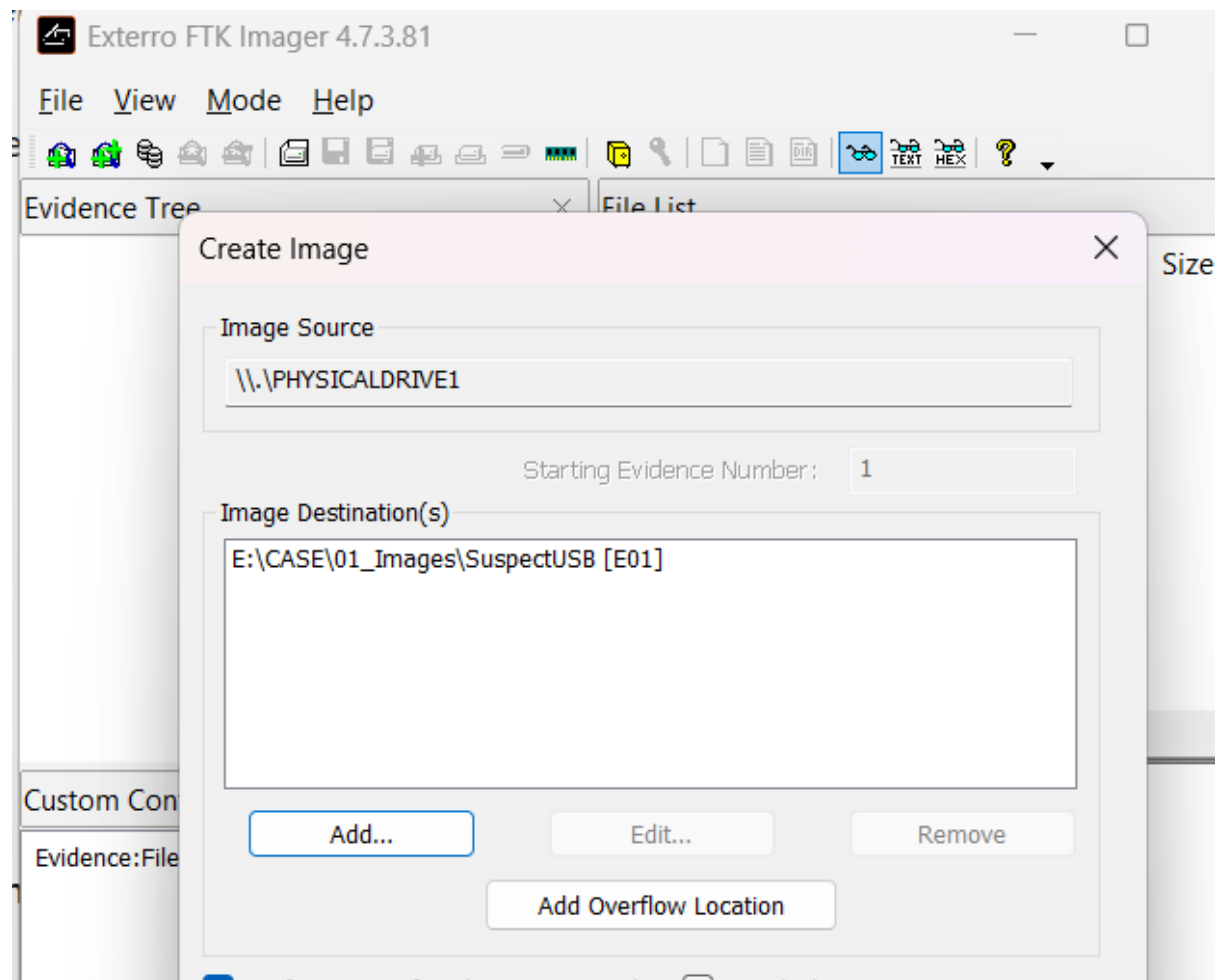 Exterro FTK Imager 4.7.3.81
File View Mode Help
TEXT HEX
DIR
Evidence Tree
File List
Create Image
Size
Image Source
\\.\PHYSICALDRIVE1
Starting Evidence Number: 1
Image Destination(s)
E:\CASE\01_Images\SuspectUSB [E01]
Custom Con
Add... Edit... Remove
Evidence:File
Add Overflow Location